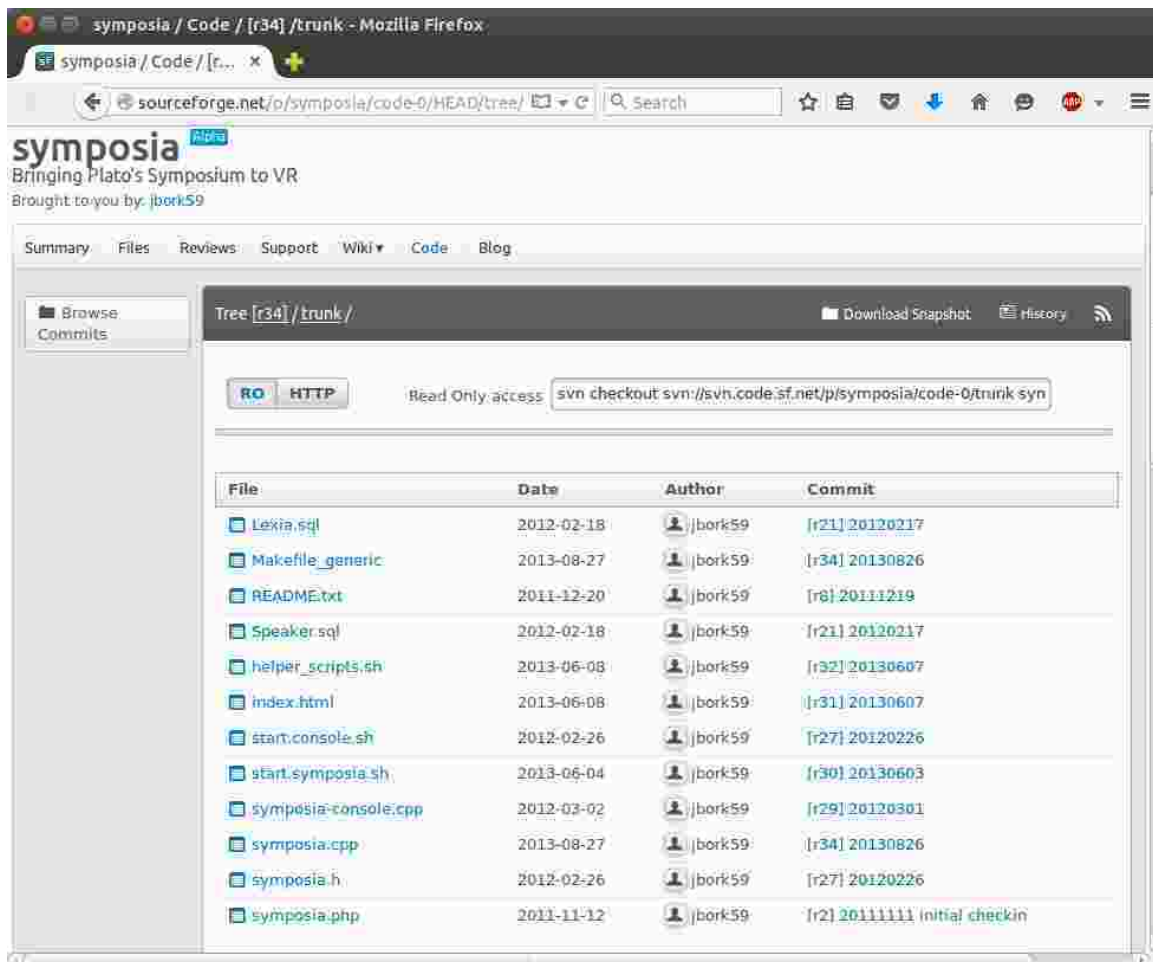 symposia / Code / [r34] /trunk - Mozilla Firefox
symposia / Code / [r...
sourceforge.net/p/symposia/code-0/HEAD/tree/ Search
symposia Alpha
Bringing Plato's Symposium to VR
Brought to you by: jbork59
Summary Files Reviews Support Wiki Code Blog
Browse Commits
Tree [r34] / trunk / Download Snapshot History
RO HTTP Read Only access svn checkout svn://svn.code.sf.net/p/symposia/code-0/trunk syn
File Date Author Commit
Lexia.sql 2012-02-18 jbork59 [r21] 20120217
Makefile_generic 2013-08-27 jbork59 [r34] 20130826
README.txt 2011-12-20 jbork59 [r6] 20111219
Speaker.sql 2012-02-18 jbork59 [r21] 20120217
helper_scripts.sh 2013-06-08 jbork59 [r32] 20130607
index.html 2013-06-08 jbork59 [r31] 20130607
start.console.sh 2012-02-26 jbork59 [r27] 20120226
start.symposia.sh 2013-06-04 jbork59 [r30] 20130603
symposia-console.cpp 2012-03-02 jbork59 [r29] 20120301
symposia.cpp 2013-08-27 jbork59 [r34] 20130826
symposia.h 2012-02-26 jbork59 [r27] 20120226
symposia.php 2011-11-12 jbork59 [r2] 20111111 initial checkin